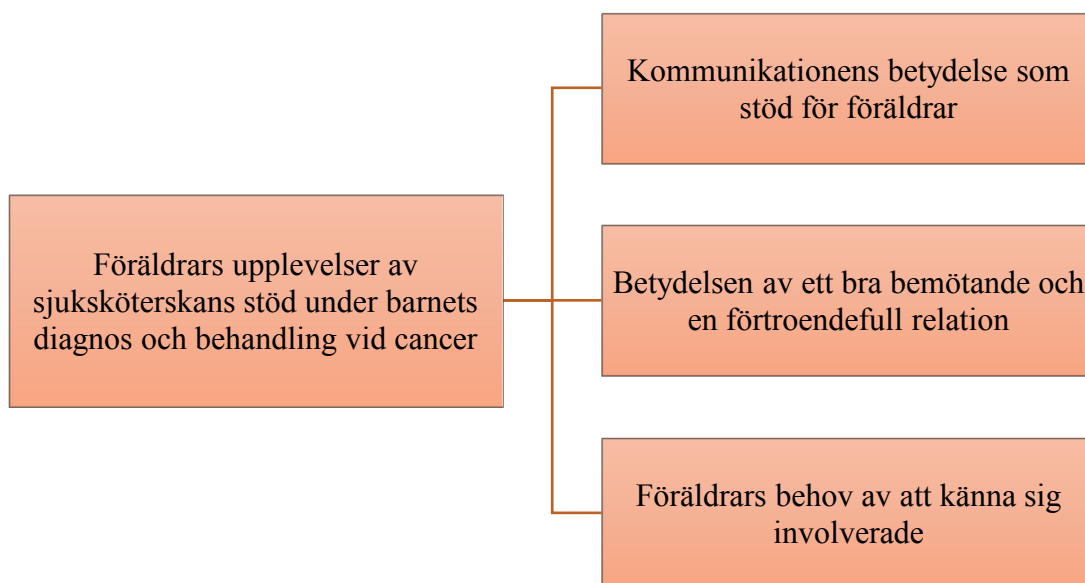 Kommunikationens betydelse som
stöd för föräldrar
Föräldrars upplevelser av
sjuksköterskans stöd under barnets
diagnos och behandling vid cancer
Betydelsen av ett bra bemötande och
en förtroendefull relation
Föräldrars behov av att känna sig
involverade